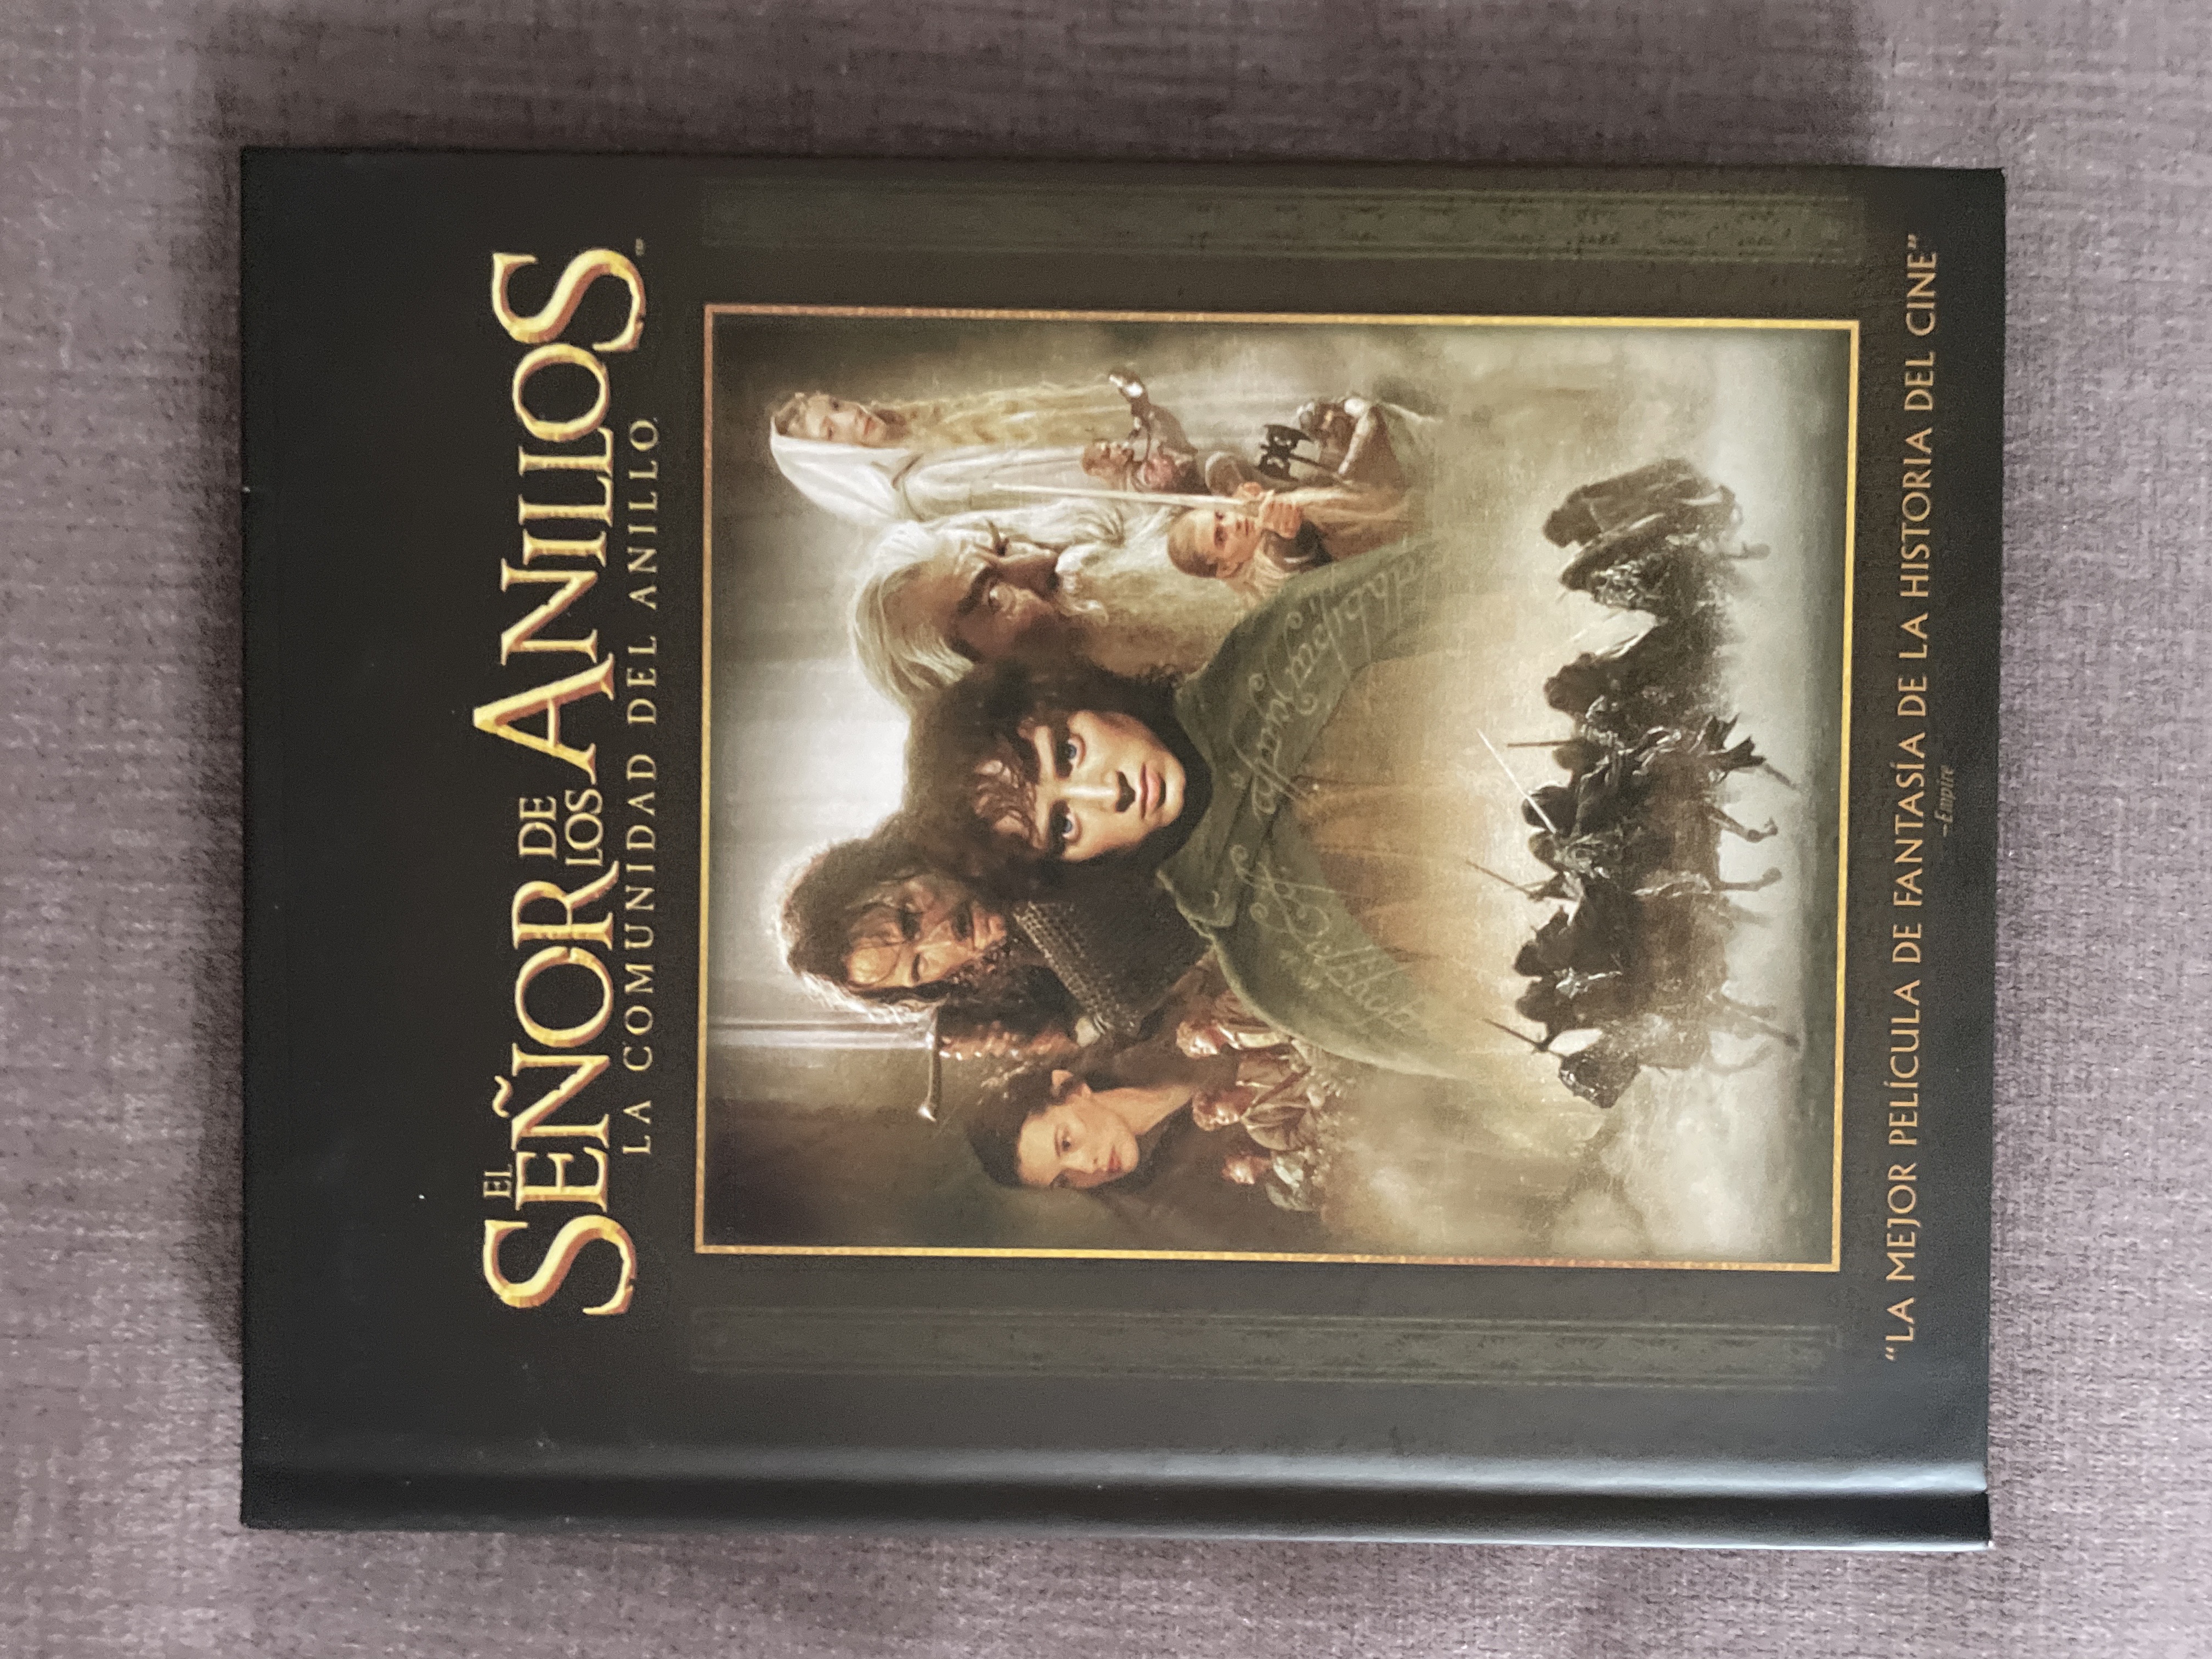 EL SEÑOR DE LOS ANILLOS
LA COMUNIDAD DEL ANILLO
“LA MEJOR PELÍCULA DE FANTASÍA DE LA HISTORIA DEL CINE”
–Empire